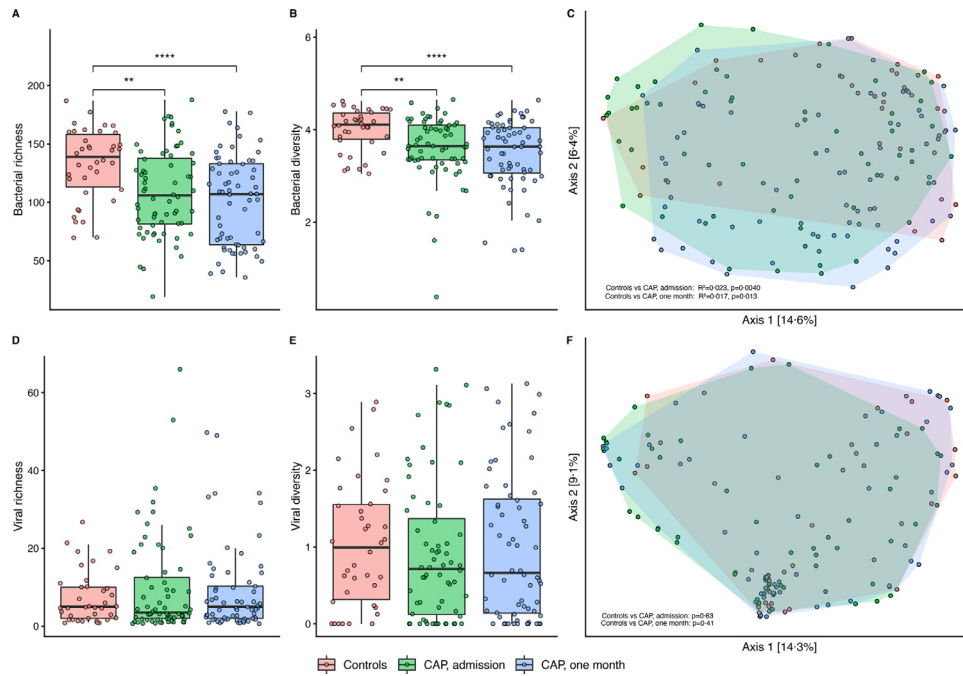 A
Bacterial richness
200
150
100
50
****
**
B
Bacterial diversity
6
4
2
****
**
C
Axis 2 [6·4%]
Controls vs CAP, admission: R²=0·023, p=0·0040
Controls vs CAP, one month: R²=0·017, p=0·013
Axis 1 [14·6%]
D
Viral richness
60
40
20
0
E
Viral diversity
3
2
1
0
F
Axis 2 [9·1%]
Controls vs CAP, admission: p=0·63
Controls vs CAP, one month: p=0·41
Axis 1 [14·3%]
Controls CAP, admission CAP, one month